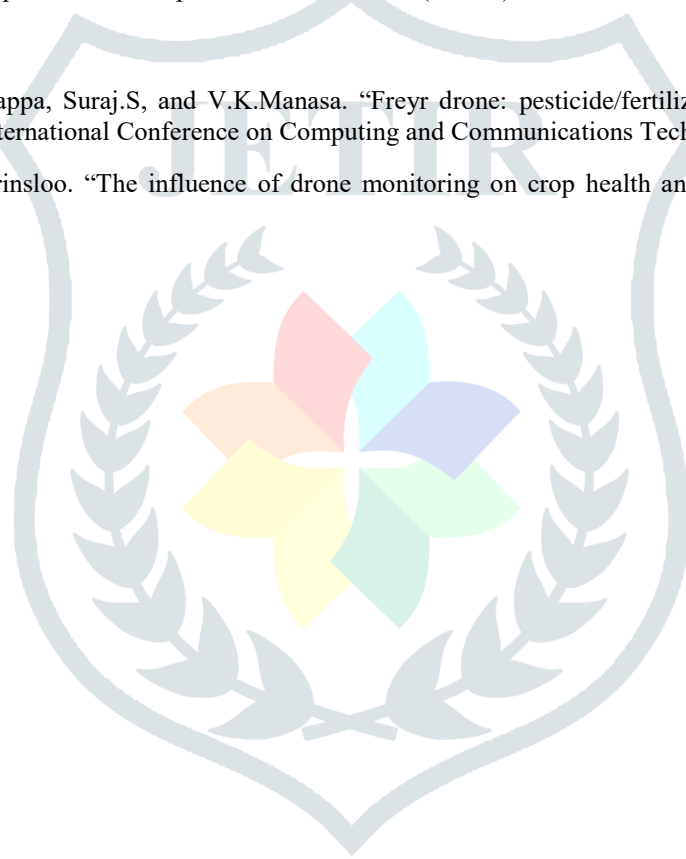 appa, Suraj.S, and V.K.Manasa. “Freyr drone: pesticide/fertiliz
ternational Conference on Computing and Communications Tech
rinsloo. “The influence of drone monitoring on crop health an
JETIR